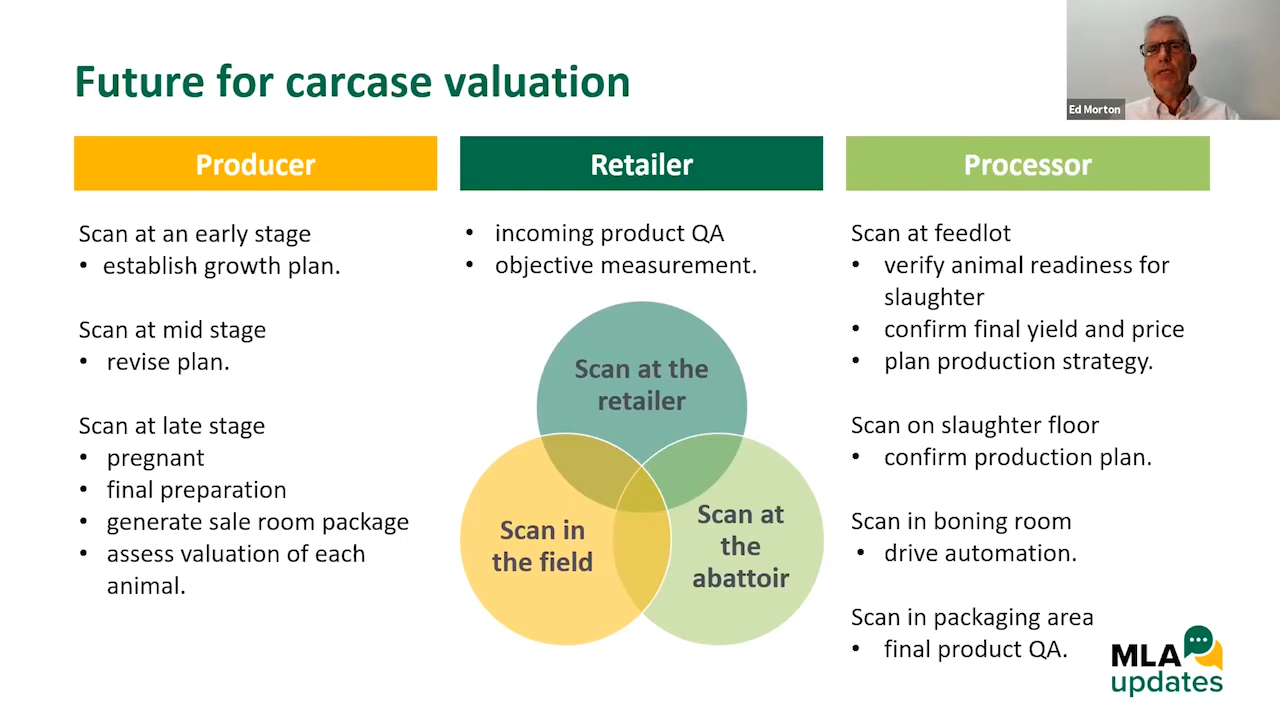 Future for carcase valuation
Ed Morton
Producer
Scan at an early stage
• establish growth plan.
Scan at mid stage
• revise plan.
Scan at late stage
• pregnant
• final preparation
• generate sale room package
• assess valuation of each
animal.
Retailer
• incoming product QA
• objective measurement.
Scan at the
retailer
Scan in
the field
Scan at
the
abattoir
Processor
Scan at feedlot
• verify animal readiness for
slaughter
• confirm final yield and price
• plan production strategy.
Scan on slaughter floor
• confirm production plan.
Scan in boning room
• drive automation.
Scan in packaging area
• final product QA.
MLA
updates